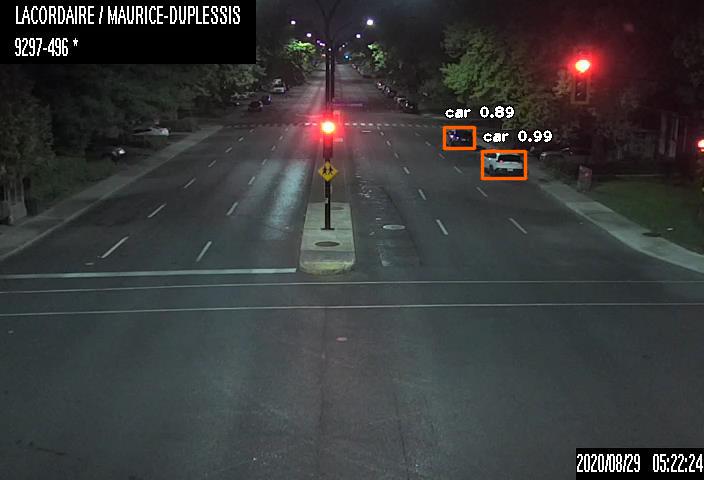 LACORDAIRE / MAURICE-DUPLESSIS
9297-496 *
car 0.89
car 0.99
2020/08/29 05:22:24